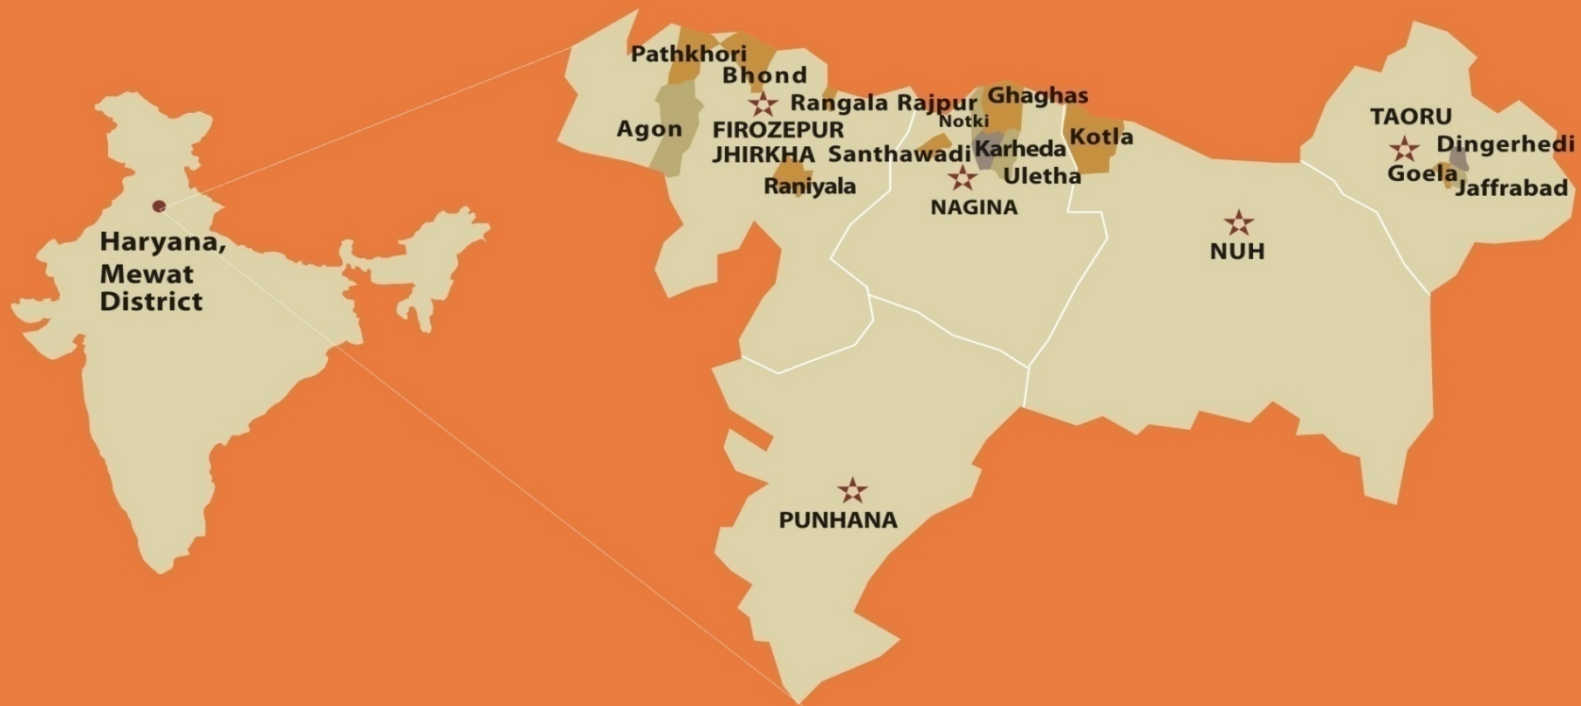 Haryana,
Mewat
District
Pathkhori
Bhond
Agon
FIROZEPUR
JHIRKHA
Rangala Rajpur
Raniyala
Santhawadi
Notki
Ghaghas
Karheda
Uletha
NAGINA
Kotla
NUH
TAORU
Dingerhedi
Goela
Jaffrabad
PUNHANA